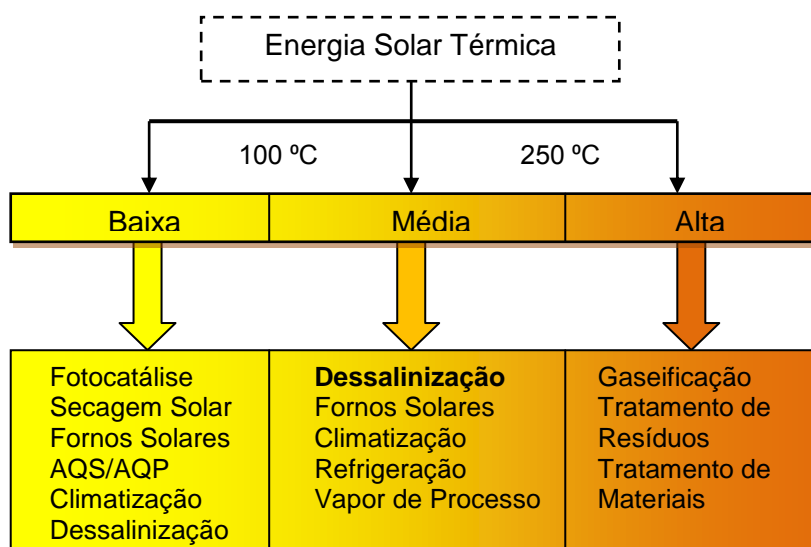 Energia Solar Térmica
100 ºC
250 ºC
Baixa
Média
Alta
Fotocatálise
Secagem Solar
Fornos Solares
AQS/AQP
Climatização
Dessalinização
Dessalinização
Fornos Solares
Climatização
Refrigeração
Vapor de Processo
Gaseificação
Tratamento de
Resíduos
Tratamento de
Materiais